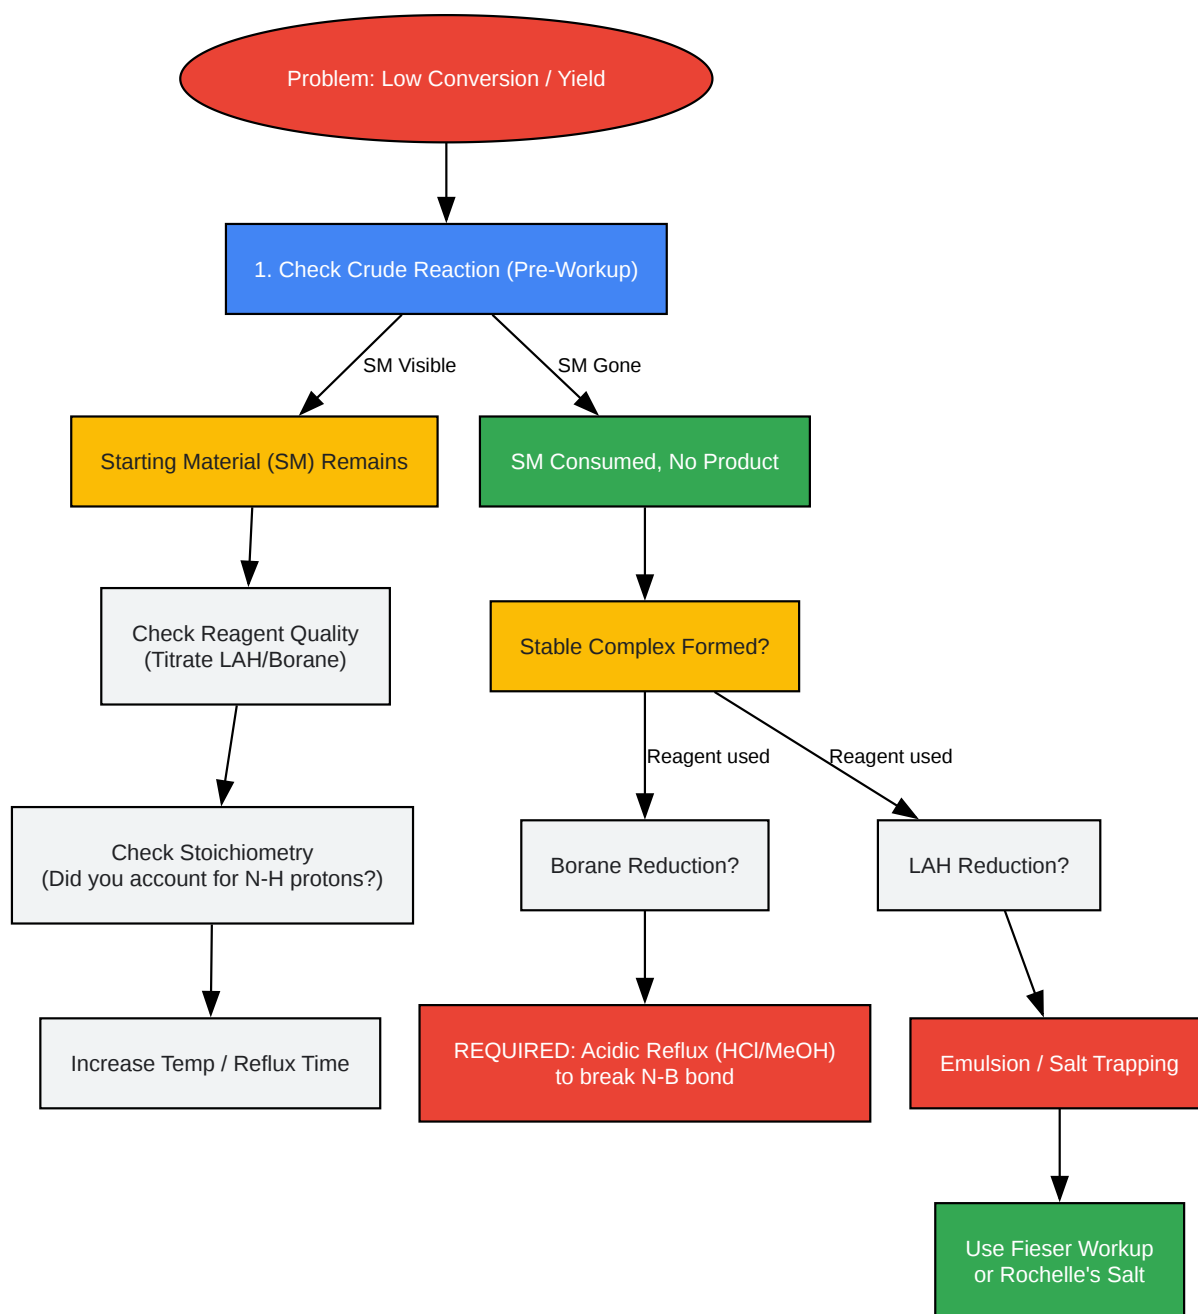 Problem: Low Conversion / Yield
1. Check Crude Reaction (Pre-Workup)
SM Visible
SM Gone
Starting Material (SM) Remains
SM Consumed, No Product
Check Reagent Quality
(Titrate LAH/Borane)
Stable Complex Formed?
Reagent used
Reagent used
Check Stoichiometry
(Did you account for N-H protons?)
Borane Reduction?
LAH Reduction?
Increase Temp / Reflux Time
REQUIRED: Acidic Reflux (HCl/MeOH)
to break N-B bond
Emulsion / Salt Trapping
Use Fieser Workup
or Rochelle's Salt